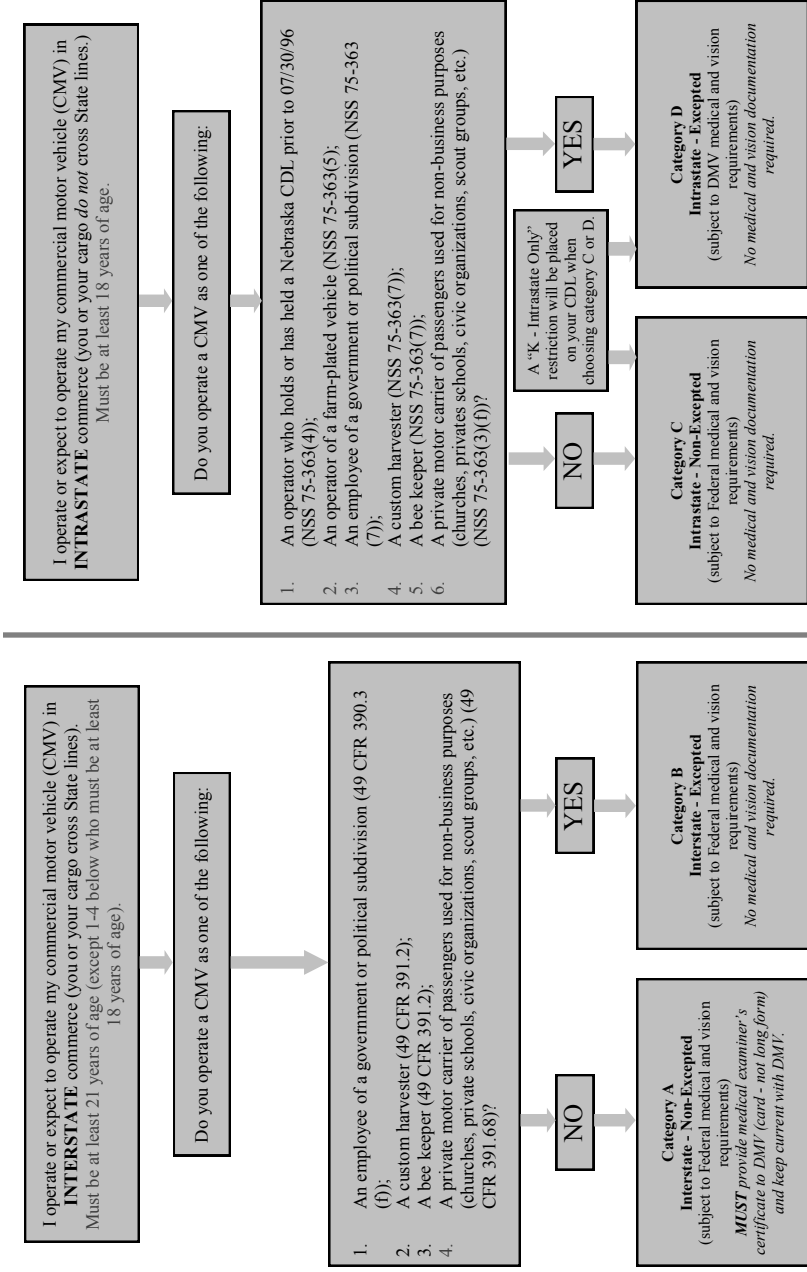 I operate or expect to operate my commercial motor vehicle (CMV) in
INTERSTATE commerce (you or your cargo cross State lines).
Must be at least 21 years of age (except 1-4 below who must be at least
18 years of age).
Do you operate a CMV as one of the following:
1. An employee of a government or political subdivision (49 CFR 390.3
(f));
2. A custom harvester (49 CFR 391.2);
3. A bee keeper (49 CFR 391.2);
4. A private motor carrier of passengers used for non-business purposes
(churches, private schools, civic organizations, scout groups, etc.) (49
CFR 391.68)?
NO
YES
Category A
Interstate - Non-Excepted
(subject to Federal medical and vision
requirements)
MUST provide medical examiner's
certificate to DMV (card - not long form)
and keep current with DMV.
Category B
Interstate - Excepted
(subject to Federal medical and vision
requirements)
No medical and vision documentation
required.
I operate or expect to operate my commercial motor vehicle (CMV) in
INTRASTATE commerce (you or your cargo do not cross State lines.)
Must be at least 18 years of age.
Do you operate a CMV as one of the following:
1. An operator who holds or has held a Nebraska CDL prior to 07/30/96
(NSS 75-363(4));
2. An operator of a farm-plated vehicle (NSS 75-363(5);
3. An employee of a government or political subdivision (NSS 75-363
(7));
4. A custom harvester (NSS 75-363(7));
5. A bee keeper (NSS 75-363(7));
6. A private motor carrier of passengers used for non-business purposes
(churches, privates schools, civic organizations, scout groups, etc.)
(NSS 75-363(3)(f))?
NO
A “K - Intrastate Only”
restriction will be placed
on your CDL when
choosing category C or D.
YES
Category C
Intrastate - Non-Excepted
(subject to Federal medical and vision
requirements)
No medical and vision documentation
required.
Category D
Intrastate - Excepted
(subject to DMV medical and vision
requirements)
No medical and vision documentation
required.